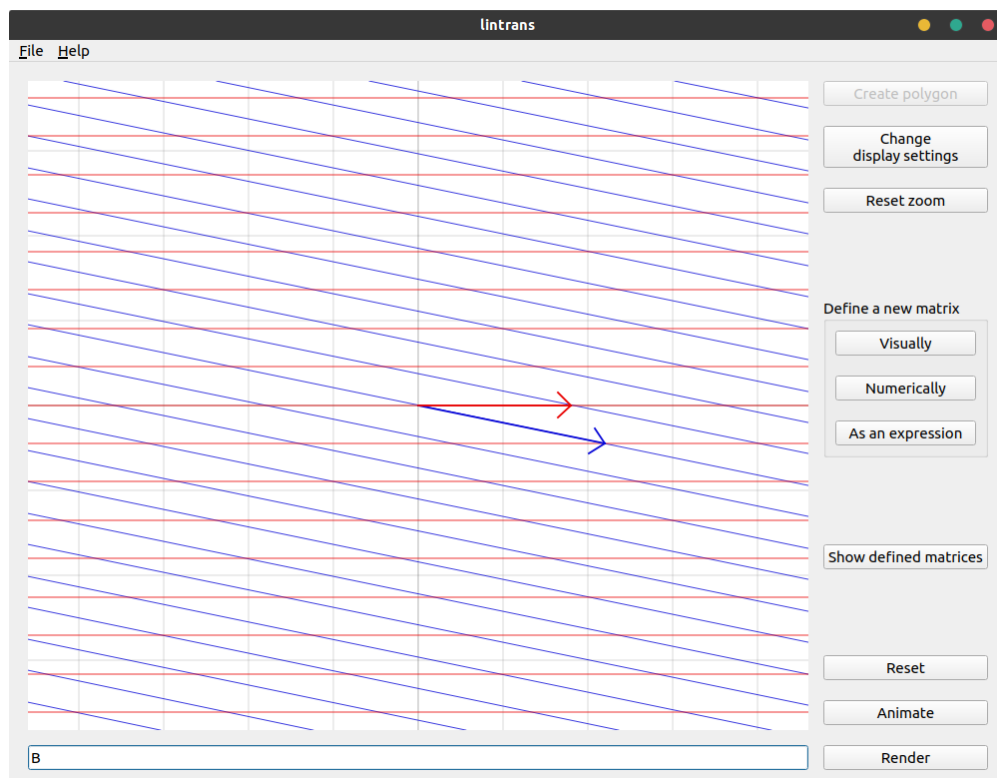 lintrans
File Help
Create polygon
Change
display settings
Reset zoom
Define a new matrix
Visually
Numerically
As an expression
Show defined matrices
Reset
Animate
B
Render